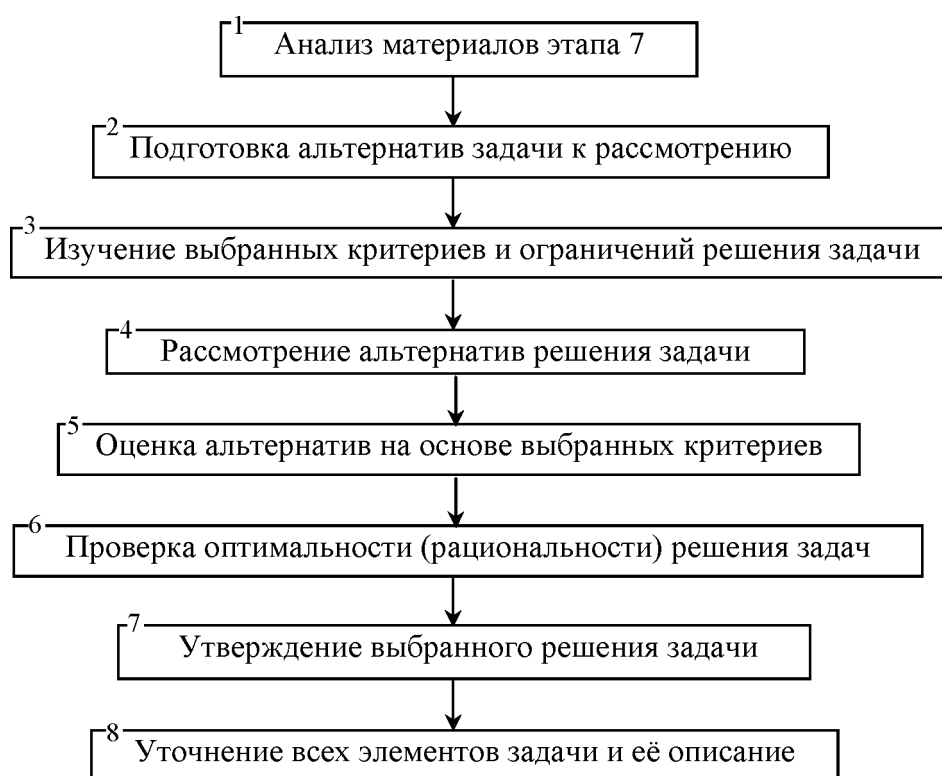 1
Анализ материалов этапа 7
2
Подготовка альтернатив задачи к рассмотрению
3
Изучение выбранных критериев и ограничений решения задачи
4
Рассмотрение альтернатив решения задачи
5
Оценка альтернатив на основе выбранных критериев
6
Проверка оптимальности (рациональности) решения задач
7
Утверждение выбранного решения задачи
8
Уточнение всех элементов задачи и её описание